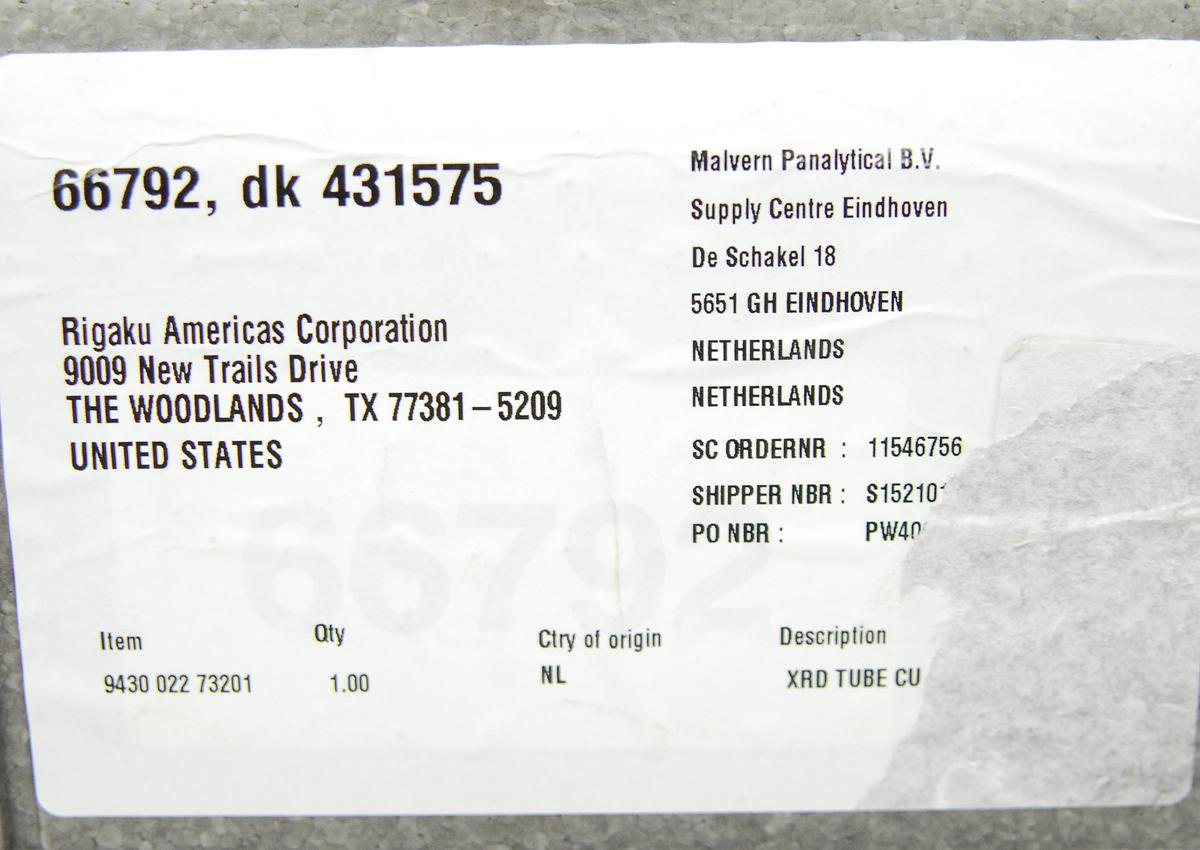 66792, dk 431575
Rigaku Americas Corporation
9009 New Trails Drive
THE WOODLANDS , TX 77381-5209
UNITED STATES
Malvern Panalytical B.V.
Supply Centre Eindhoven
De Schakel 18
5651 GH EINDHOVEN
NETHERLANDS
NETHERLANDS
SC ORDERNR : 11546756
SHIPPER NBR :
PO NBR :
66792
Item Qty Ctry of origin Description
9430 022 73201 1.00 NL XRD TUBE CU